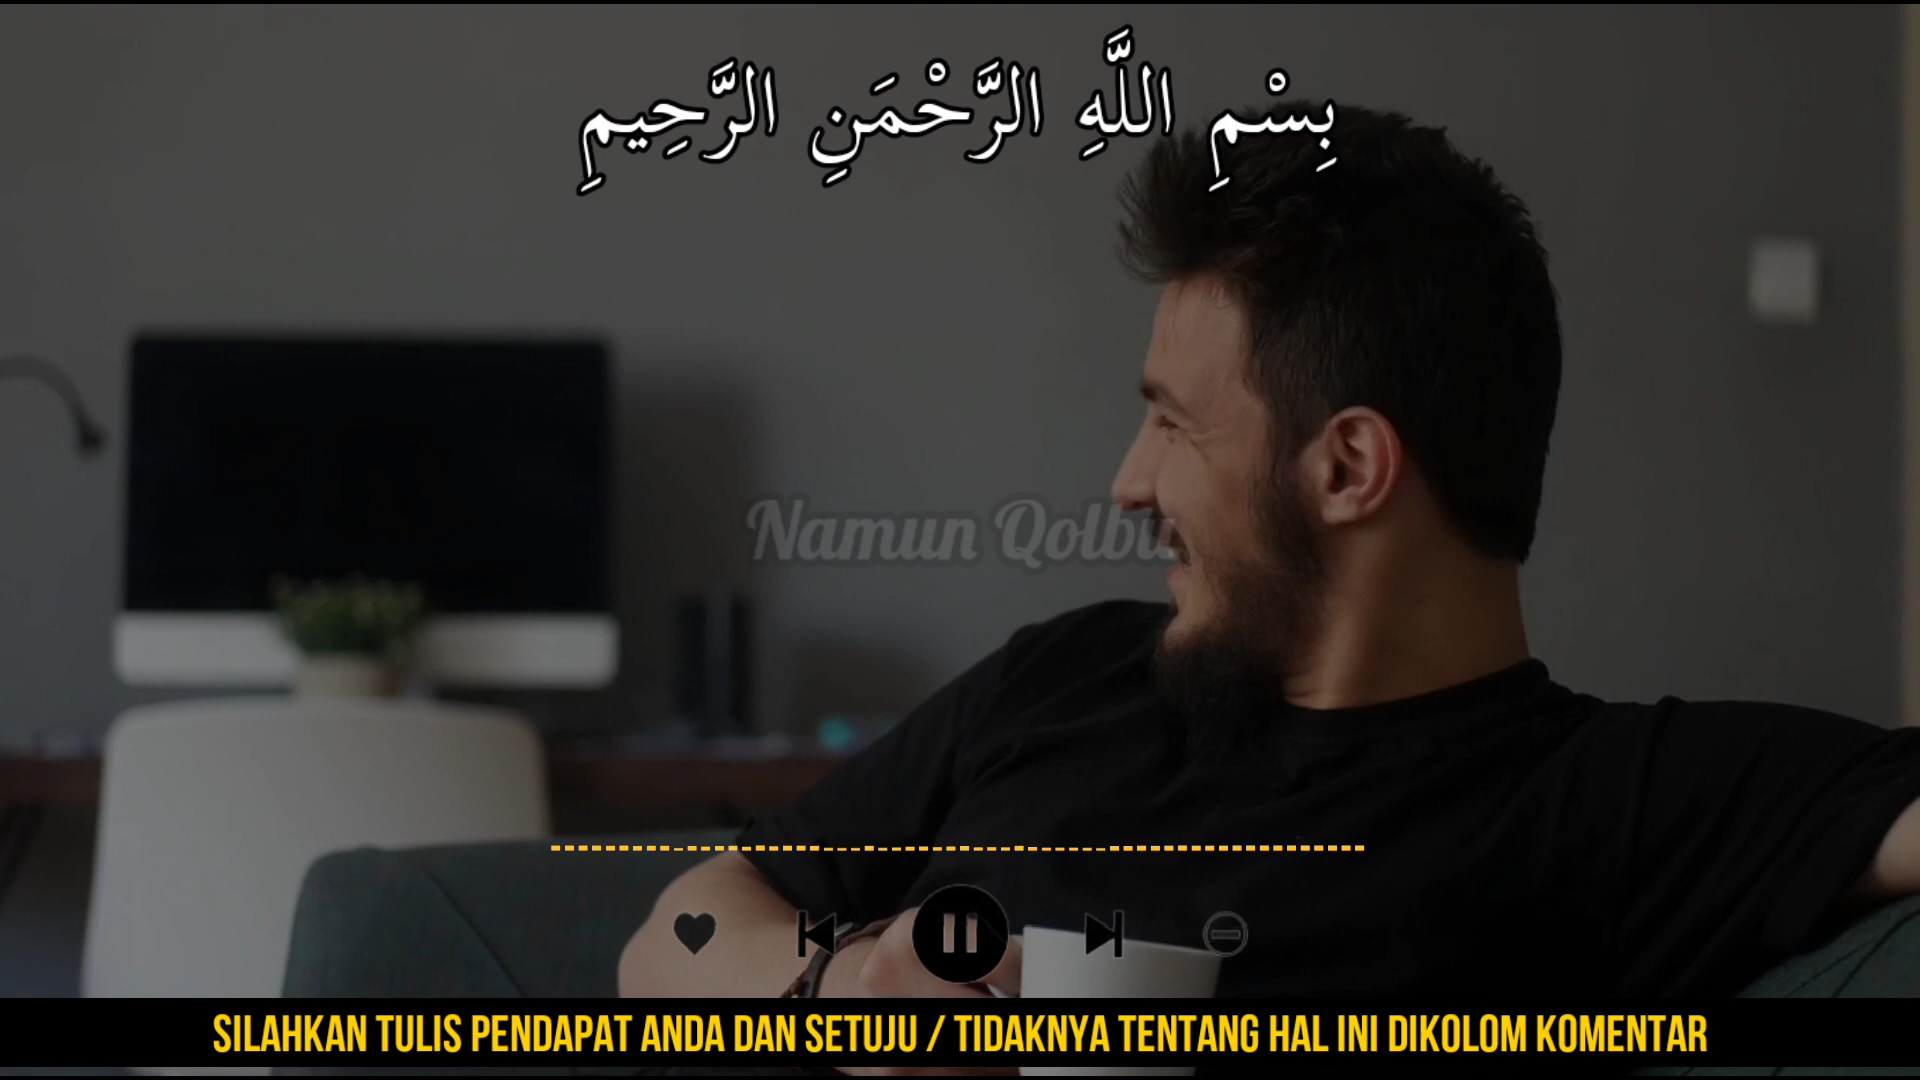 بِسْمِ اللَّهِ الرَّحْمَنِ الرَّحِيمِ
Namun Qolbu
SILAHKAN TULIS PENDAPAT ANDA DAN SETUJU / TIDAKNYA TENTANG HAL INI DIKOLOM KOMENTAR